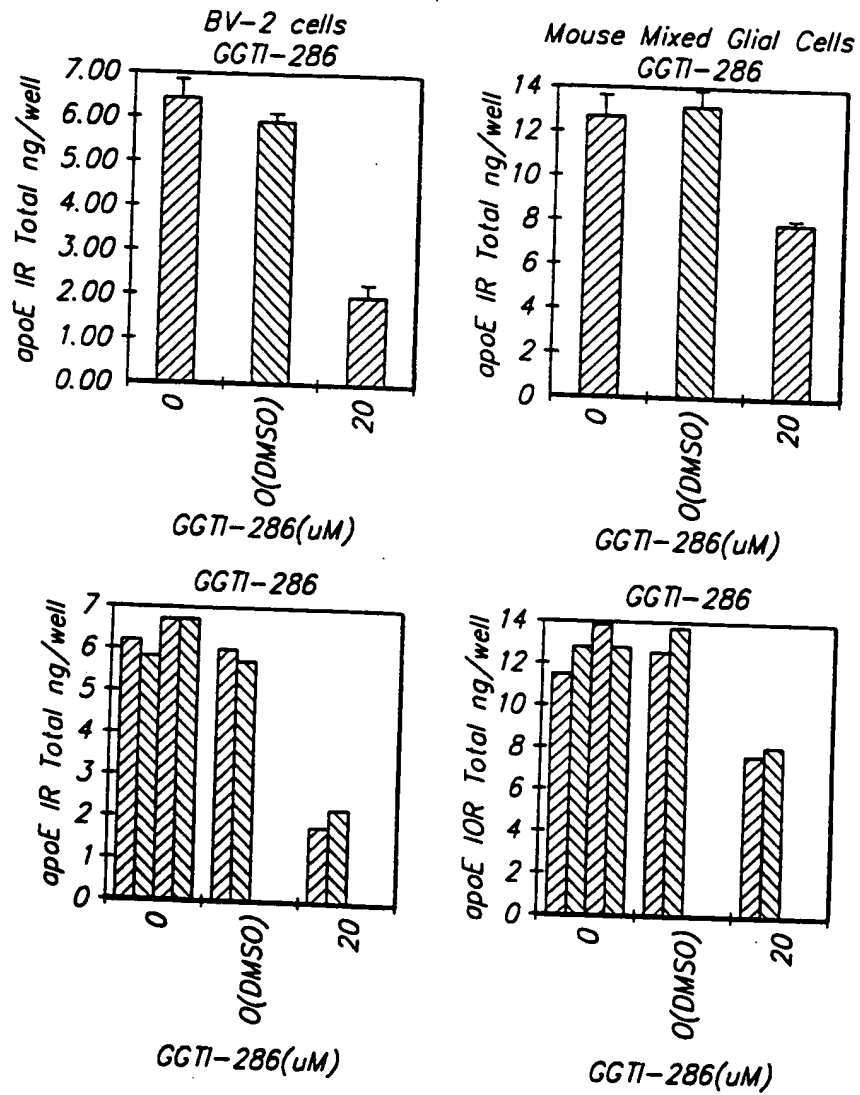 BV-2 cells
GGTI-286
7.00
6.00
5.00
4.00
3.00
2.00
1.00
0.00
apoE IR Total ng/well
0
0(DMSO)
20
GGTI-286(uM)
Mouse Mixed Glial Cells
GGTI-286
14
12
10
8
6
4
2
0
apoE IR Total ng/well
0
0(DMSO)
20
GGTI-286(uM)
GGTI-286
7
6
5
4
3
2
1
0
apoE IR Total ng/well
0
0(DMSO)
20
GGTI-286(uM)
GGTI-286
14
12
10
8
6
4
2
0
apoE IOR Total ng/well
0
0(DMSO)
20
GGTI-286(uM)